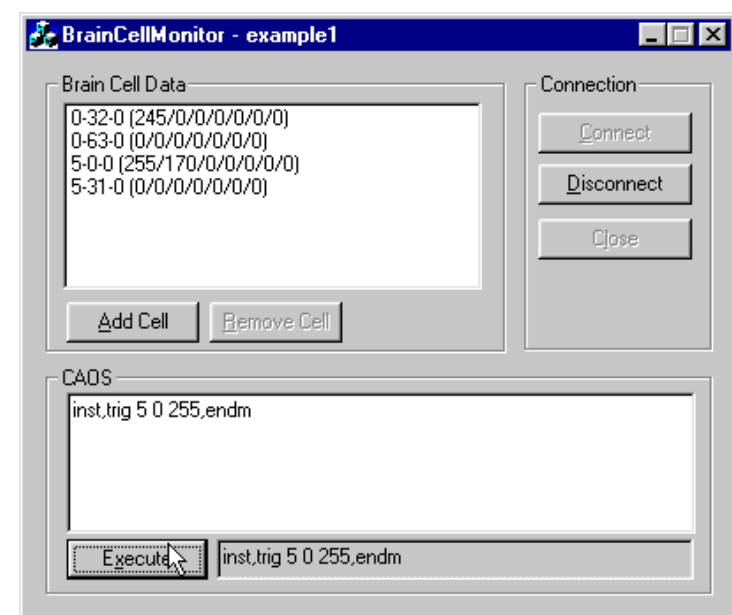 BrainCellMonitor - example1
Brain Cell Data
0-32-0 (245/0/0/0/0/0/0)
0-63-0 (0/0/0/0/0/0/0)
5-0-0 (255/170/0/0/0/0/0)
5-31-0 (0/0/0/0/0/0/0)
Add Cell
Remove Cell
Connection
Connect
Disconnect
Close
CAOS
inst,trig 5 0 255,endm
Execute
inst,trig 5 0 255,endm